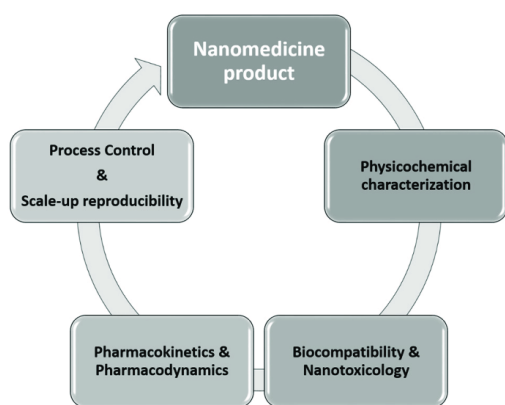 Nanomedicine
product
Physicochemical
characterization
Biocompatibility &
Nanotoxicology
Pharmacokinetics &
Pharmacodynamics
Process Control
&
Scale-up reproducibility